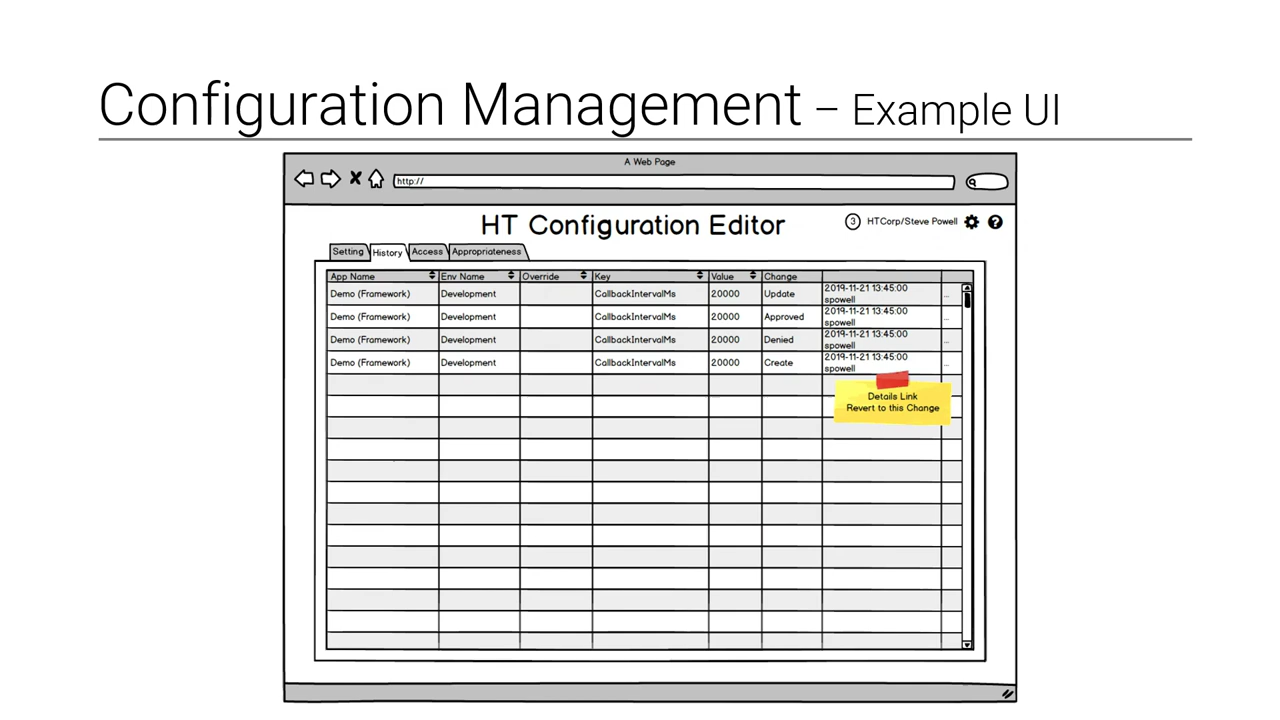 Configuration Management – Example UI
A Web Page
http://
HT Configuration Editor
3 HTCorp/Steve Powell
Setting History Access Appropriateness
App Name Env Name Override Key Value Change
Demo (Framework) Development CallbackIntervalMs 20000 Update 2019-11-21 13:45:00 spowell ...
Demo (Framework) Development CallbackIntervalMs 20000 Approved 2019-11-21 13:45:00 spowell ...
Demo (Framework) Development CallbackIntervalMs 20000 Denied 2019-11-21 13:45:00 spowell ...
Demo (Framework) Development CallbackIntervalMs 20000 Create 2019-11-21 13:45:00 spowell ...
Details Link
Revert to this Change